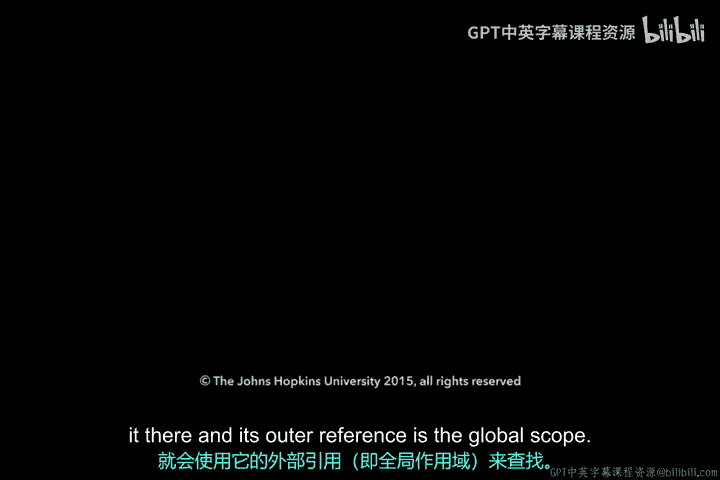 GPT中英字幕课程资源 bilibili
© The Johns Hopkins University 2015, all rights reserved
it there and its outer reference is the global scope.
就会使用它的外部引用（即全局作用域）来查找。
GPT中英字幕课程资源@bilibili.com